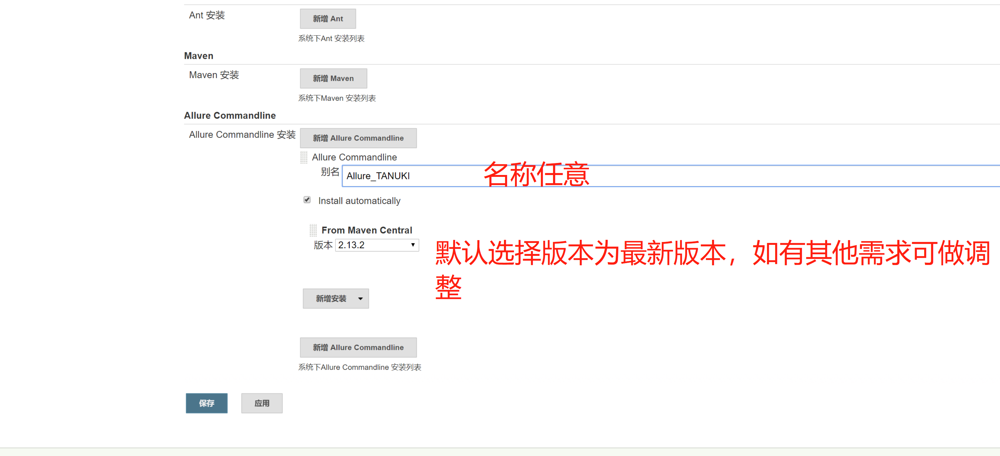 Ant 安装
新增 Ant
系统下Ant 安装列表
Maven
Maven 安装
新增 Maven
系统下Maven 安装列表
Allure Commandline
Allure Commandline 安装
新增 Allure Commandline
Allure Commandline
别名
Allure_TANUKI
名称任意
Install automatically
From Maven Central
版本
2.13.2
默认选择版本为最新版本，如有其他需求可做调
整
新增安装
新增 Allure Commandline
系统下Allure Commandline 安装列表
保存
应用